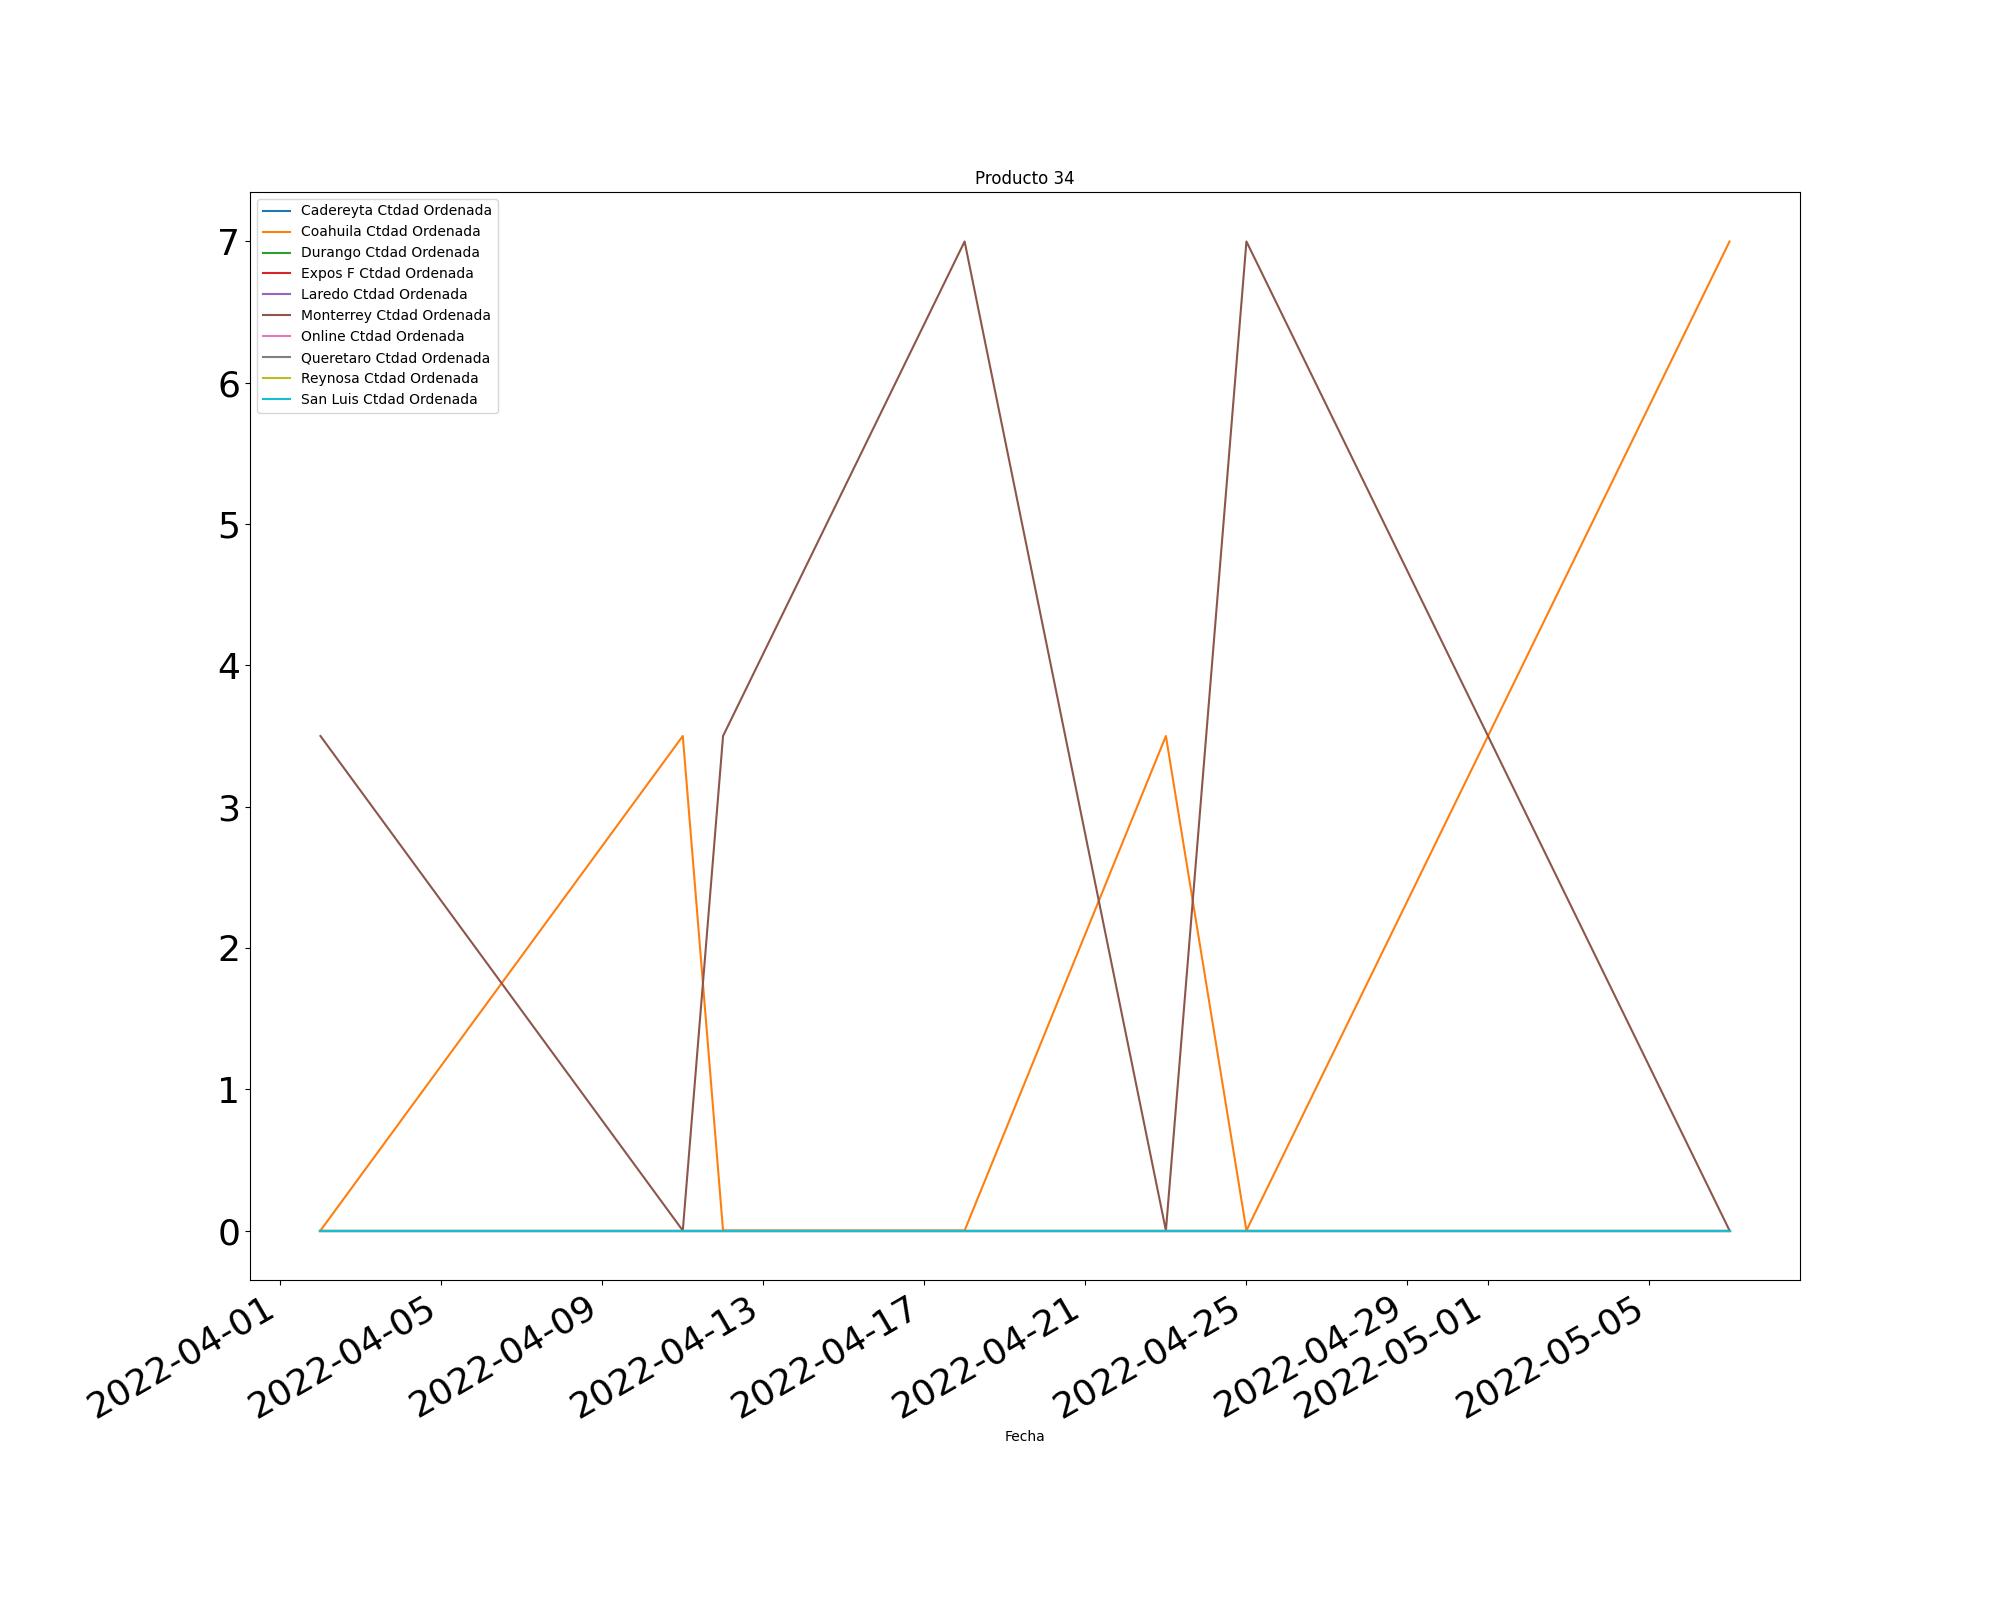 Producto 34
Cadereyta Ctdad Ordenada
Coahuila Ctdad Ordenada
Durango Ctdad Ordenada
Expos F Ctdad Ordenada
Laredo Ctdad Ordenada
Monterrey Ctdad Ordenada
Online Ctdad Ordenada
Queretaro Ctdad Ordenada
Reynosa Ctdad Ordenada
San Luis Ctdad Ordenada
7
6
5
4
3
2
1
0
2022-04-01
2022-04-05
2022-04-09
2022-04-13
2022-04-17
2022-04-21
2022-04-25
2022-04-29
2022-05-01
2022-05-05
Fecha